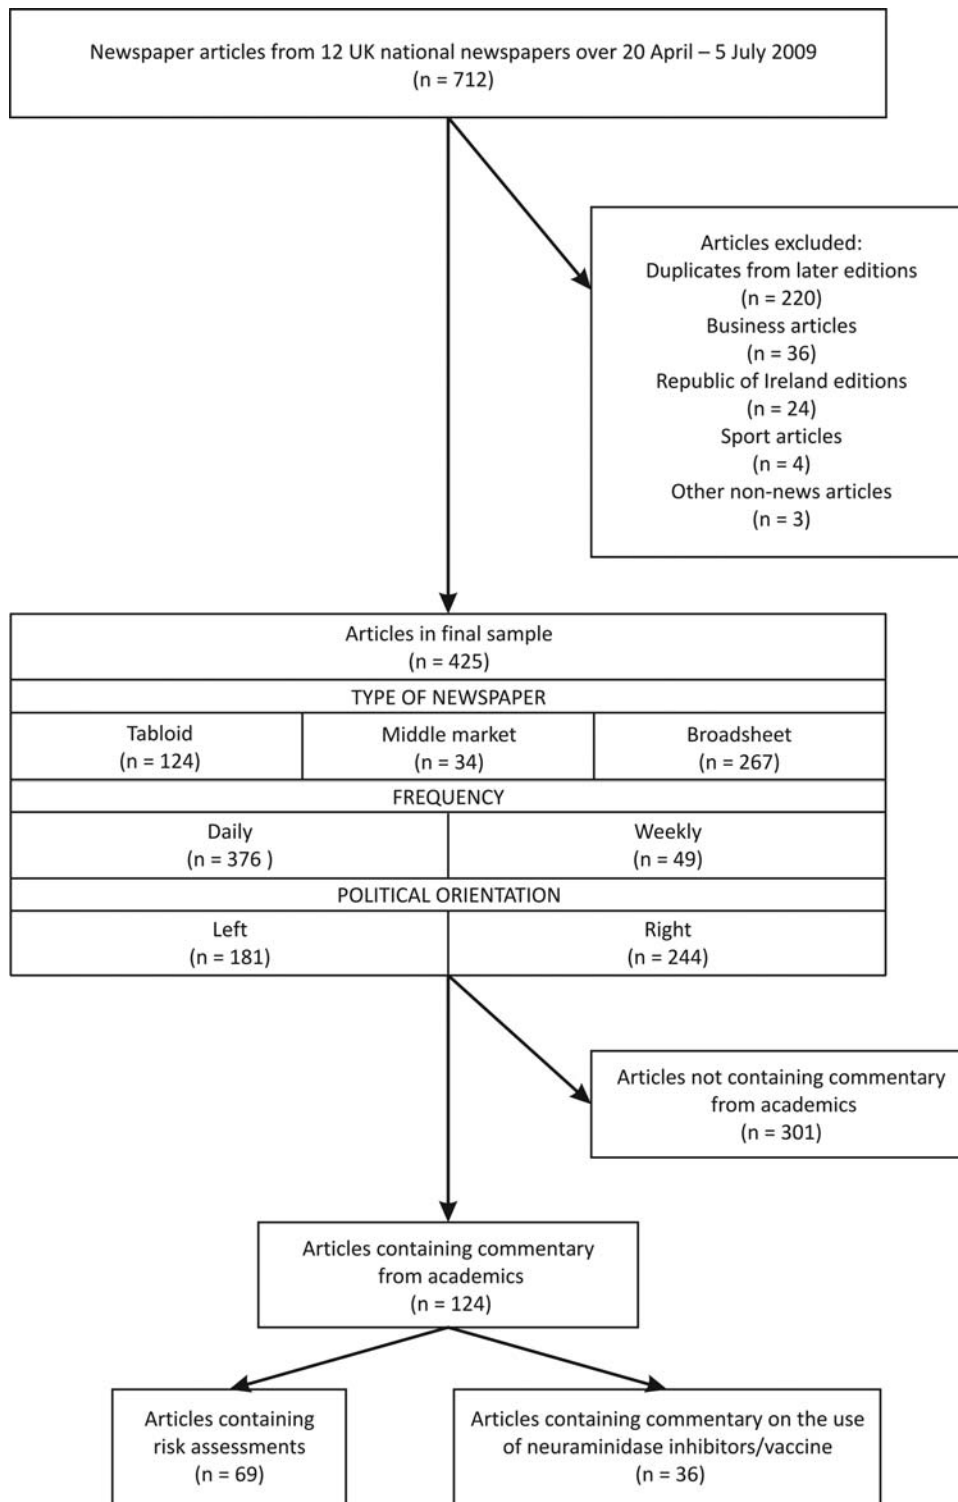 Newspaper articles from 12 UK national newspapers over 20 April – 5 July 2009
(n = 712)
Articles excluded:
Duplicates from later editions
(n = 220)
Business articles
(n = 36)
Republic of Ireland editions
(n = 24)
Sport articles
(n = 4)
Other non-news articles
(n = 3)
Articles in final sample
(n = 425)
TYPE OF NEWSPAPER
Tabloid
(n = 124)
Middle market
(n = 34)
Broadsheet
(n = 267)
FREQUENCY
Daily
(n = 376 )
Weekly
(n = 49)
POLITICAL ORIENTATION
Left
(n = 181)
Right
(n = 244)
Articles not containing commentary
from academics
(n = 301)
Articles containing commentary
from academics
(n = 124)
Articles containing
risk assessments
(n = 69)
Articles containing commentary on the use
of neuraminidase inhibitors/vaccine
(n = 36)